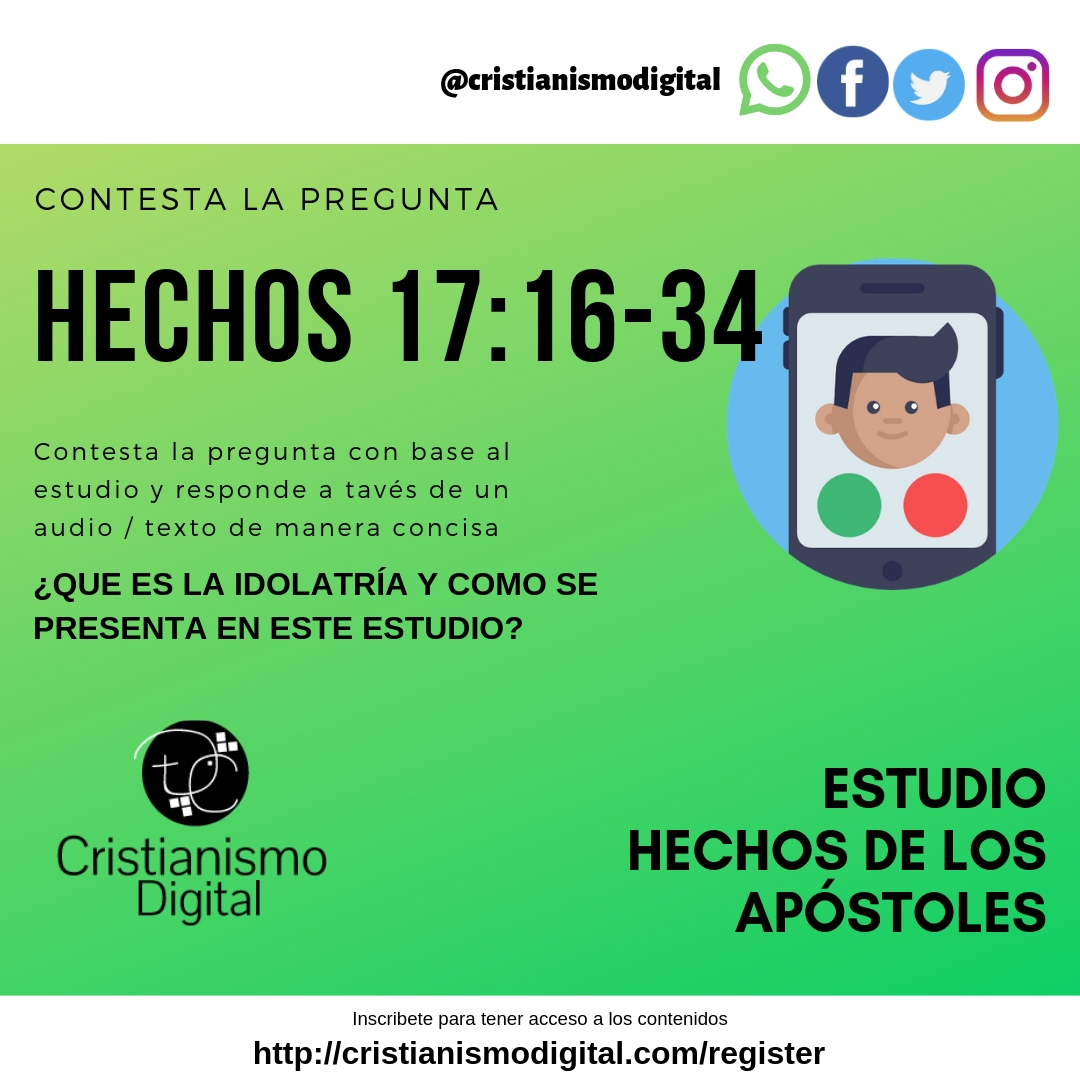 @cristianismodigital
CONTESTA LA PREGUNTA
HECHOS 17:16-34
Contesta la pregunta con base al
estudio y responde a tavés de un
audio / texto de manera concisa
¿QUE ES LA IDOLATRÍA Y COMO SE
PRESENTA EN ESTE ESTUDIO?
Cristianismo
Digital
ESTUDIO
HECHOS DE LOS
APÓSTOLES
Inscribete para tener acceso a los contenidos
http://cristianismodigital.com/register